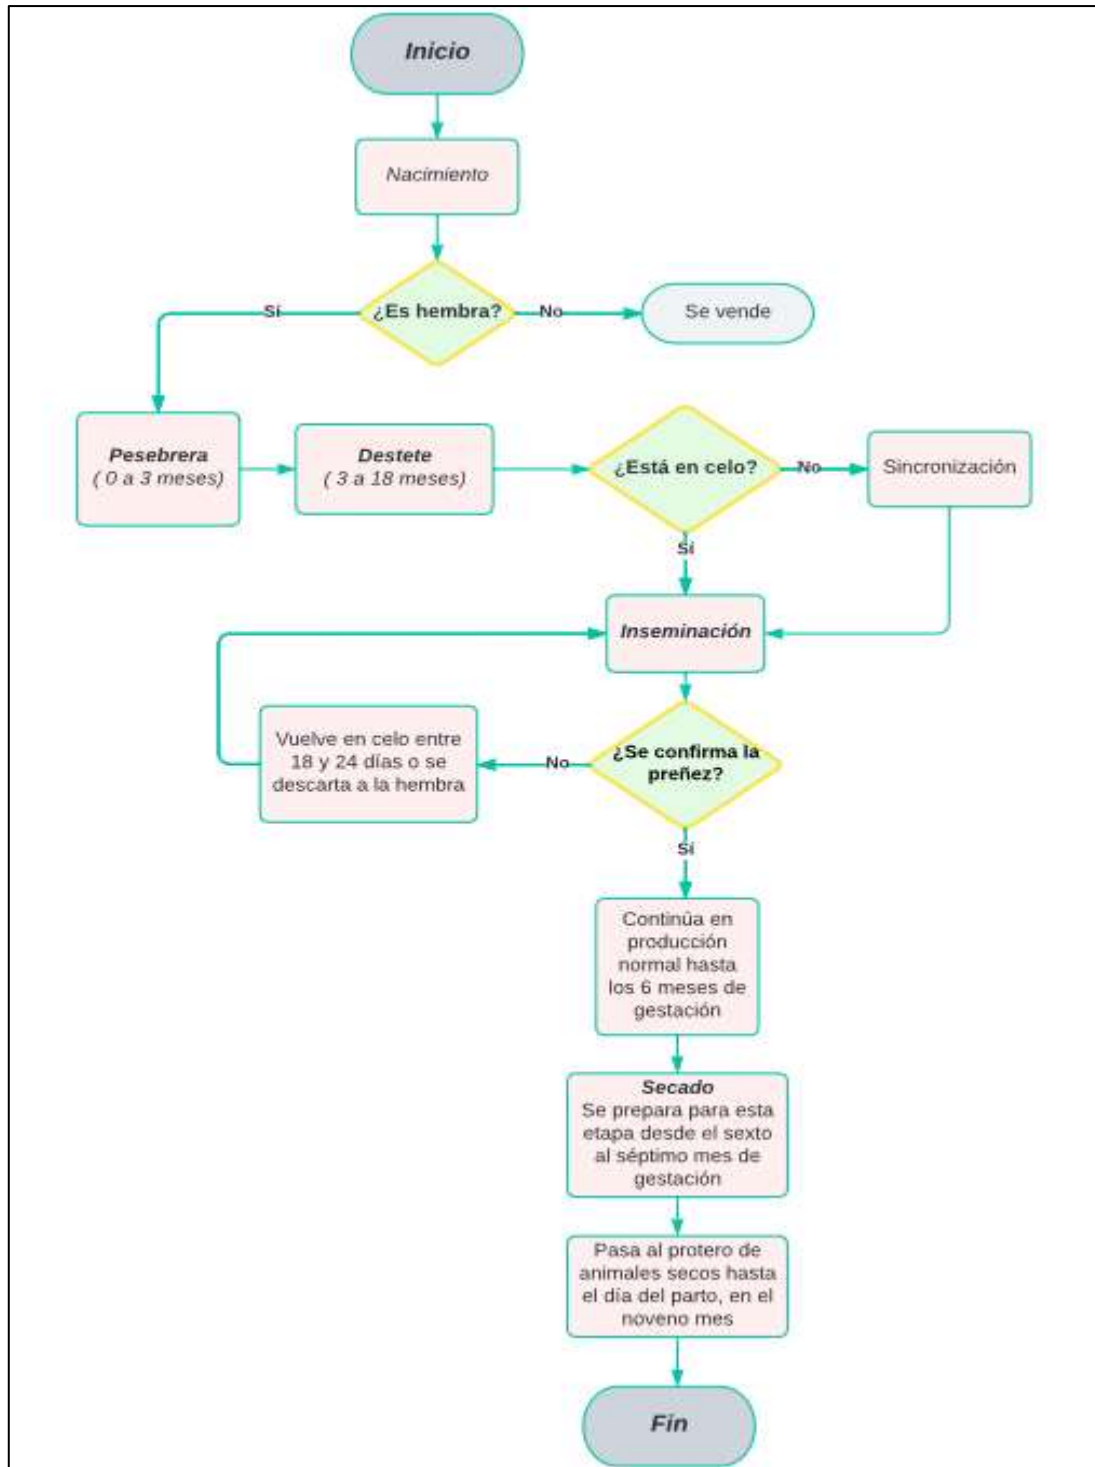 Inicio
Nacimiento
¿Es hembra?
Sí
No
Se vende
Pesebrera
( 0 a 3 meses)
Destete
( 3 a 18 meses)
¿Está en celo?
No
Sincronización
Sí
Inseminación
¿Se confirma la
preñez?
No
Vuelve en celo entre
18 y 24 días o se
descarta a la hembra
Sí
Continúa en
producción
normal hasta
los 6 meses de
gestación
Secado
Se prepara para esta
etapa desde el sexto
al séptimo mes de
gestación
Pasa al protero de
animales secos hasta
el día del parto, en el
noveno mes
Fin